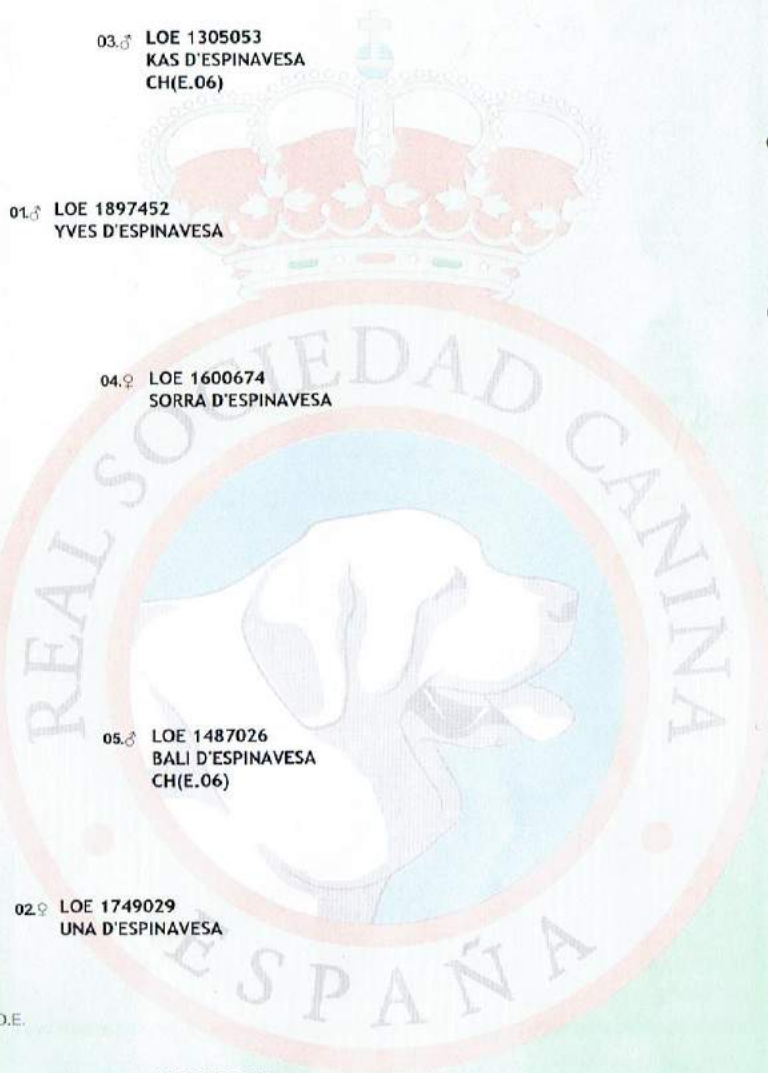 03.♂ LOE 1305053
KAS D'ESPINAVESA
CH(E.06)
01.♂ LOE 1897452
YVES D'ESPINAVESA
04.♀ LOE 1600674
SORRA D'ESPINAVESA
REAL SOCIEDAD CANINA
05.♂ LOE 1487026
BALI D'ESPINAVESA
CH(E.06)
02.♀ LOE 1749029
UNA D'ESPINAVESA
ESPAÑA
O.E.